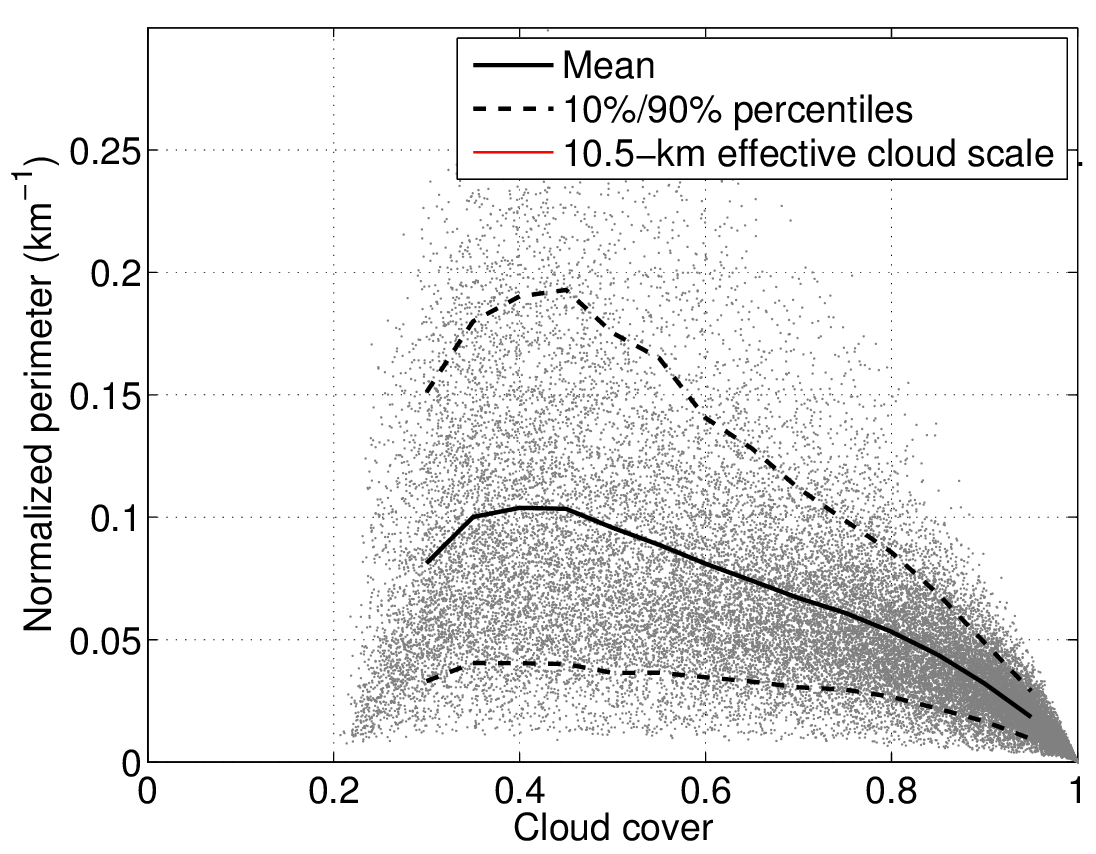 Mean
10%/90% percentiles
10.5−km effective cloud scale .
0.25
0.2
0.15
0.1
0.05
0
Normalized perimeter (km−1)
0 0.2 0.4 0.6 0.8 1
Cloud cover